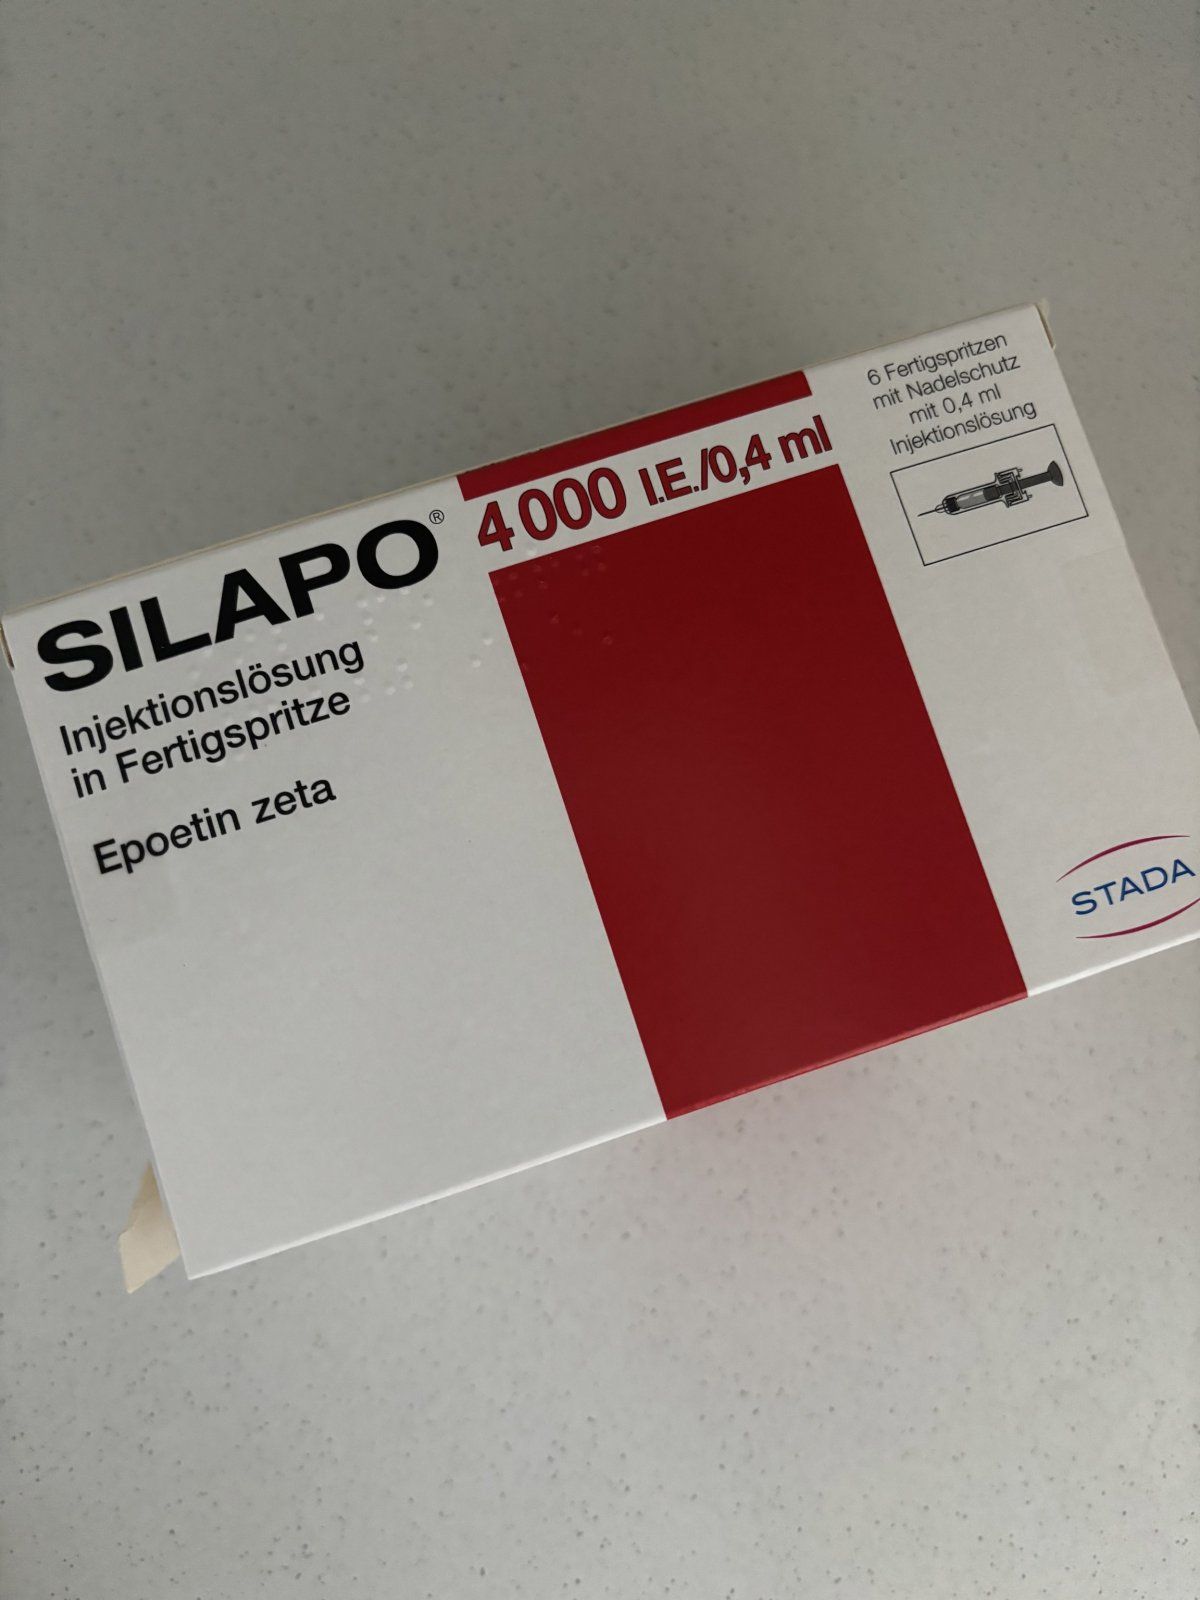 SILAPO®
Injektionslösung
in Fertigspritze
Epoetin zeta
4 000 I.E./0,4 ml
6 Fertigspritzen
mit Nadelschutz
mit 0,4 ml
Injektionslösung
STADA